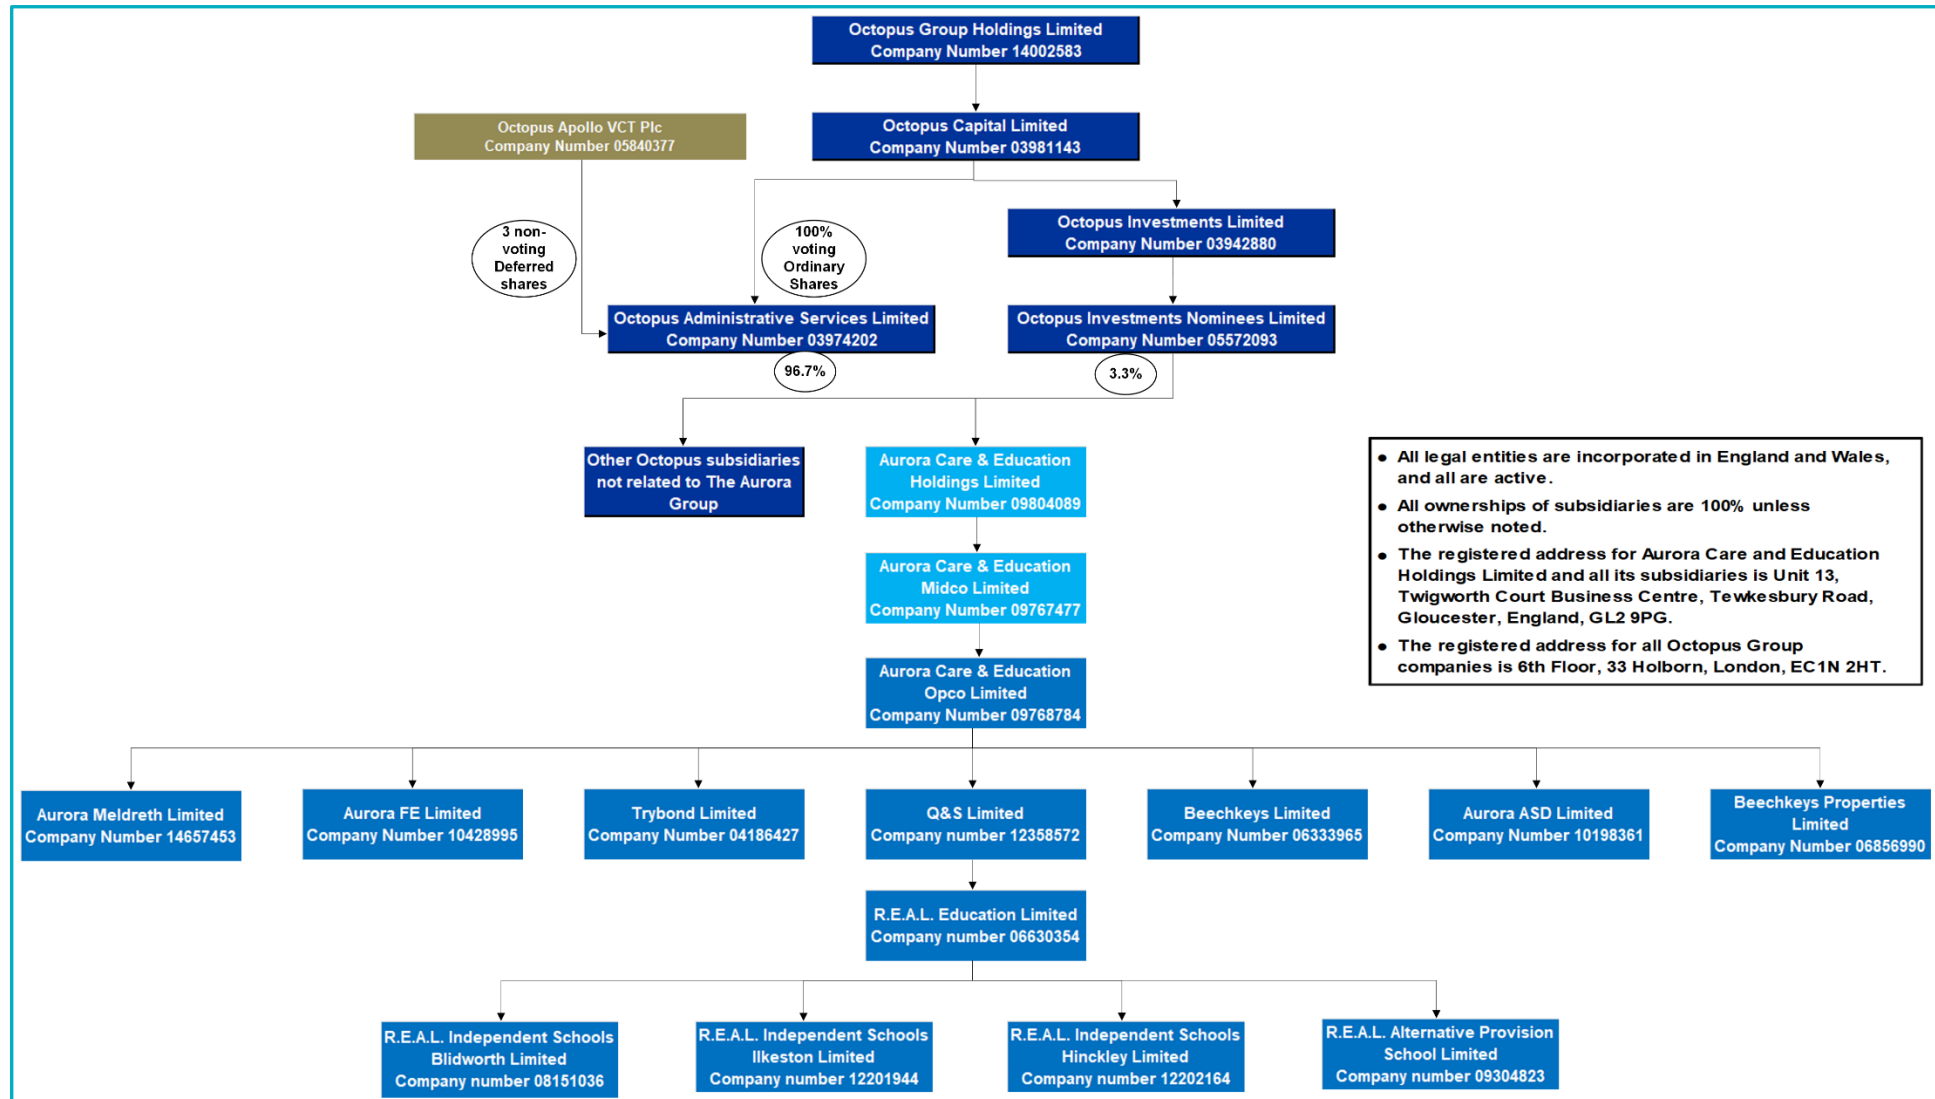 Octopus Group Holdings Limited
Company Number 14002583
Octopus Apollo VCT Plc
Company Number 05840377
Octopus Capital Limited
Company Number 03981143
3 non-
voting
Deferred
shares
100%
voting
Ordinary
Shares
Octopus Investments Limited
Company Number 03942880
Octopus Administrative Services Limited
Company Number 03974202
Octopus Investments Nominees Limited
Company Number 05572093
96.7%
3.3%
Other Octopus subsidiaries
not related to The Aurora
Group
Aurora Care & Education
Holdings Limited
Company Number 09804089
● All legal entities are incorporated in England and Wales,
and all are active.
● All ownerships of subsidiaries are 100% unless
otherwise noted.
● The registered address for Aurora Care and Education
Holdings Limited and all its subsidiaries is Unit 13,
Twigworth Court Business Centre, Tewkesbury Road,
Gloucester, England, GL2 9PG.
● The registered address for all Octopus Group
companies is 6th Floor, 33 Holborn, London, EC1N 2HT.
Aurora Care & Education
Midco Limited
Company Number 09767477
Aurora Care & Education
Opco Limited
Company Number 09768784
Aurora Meldreth Limited
Company Number 14657453
Aurora FE Limited
Company Number 10428995
Trybond Limited
Company Number 04186427
Q&S Limited
Company number 12358572
Beechkeys Limited
Company Number 06333965
Aurora ASD Limited
Company Number 10198361
Beechkeys Properties
Limited
Company Number 06856990
R.E.A.L. Education Limited
Company number 06630354
R.E.A.L. Independent Schools
Blidworth Limited
Company number 08151036
R.E.A.L. Independent Schools
Ilkeston Limited
Company number 12201944
R.E.A.L. Independent Schools
Hinckley Limited
Company number 12202164
R.E.A.L. Alternative Provision
School Limited
Company number 09304823